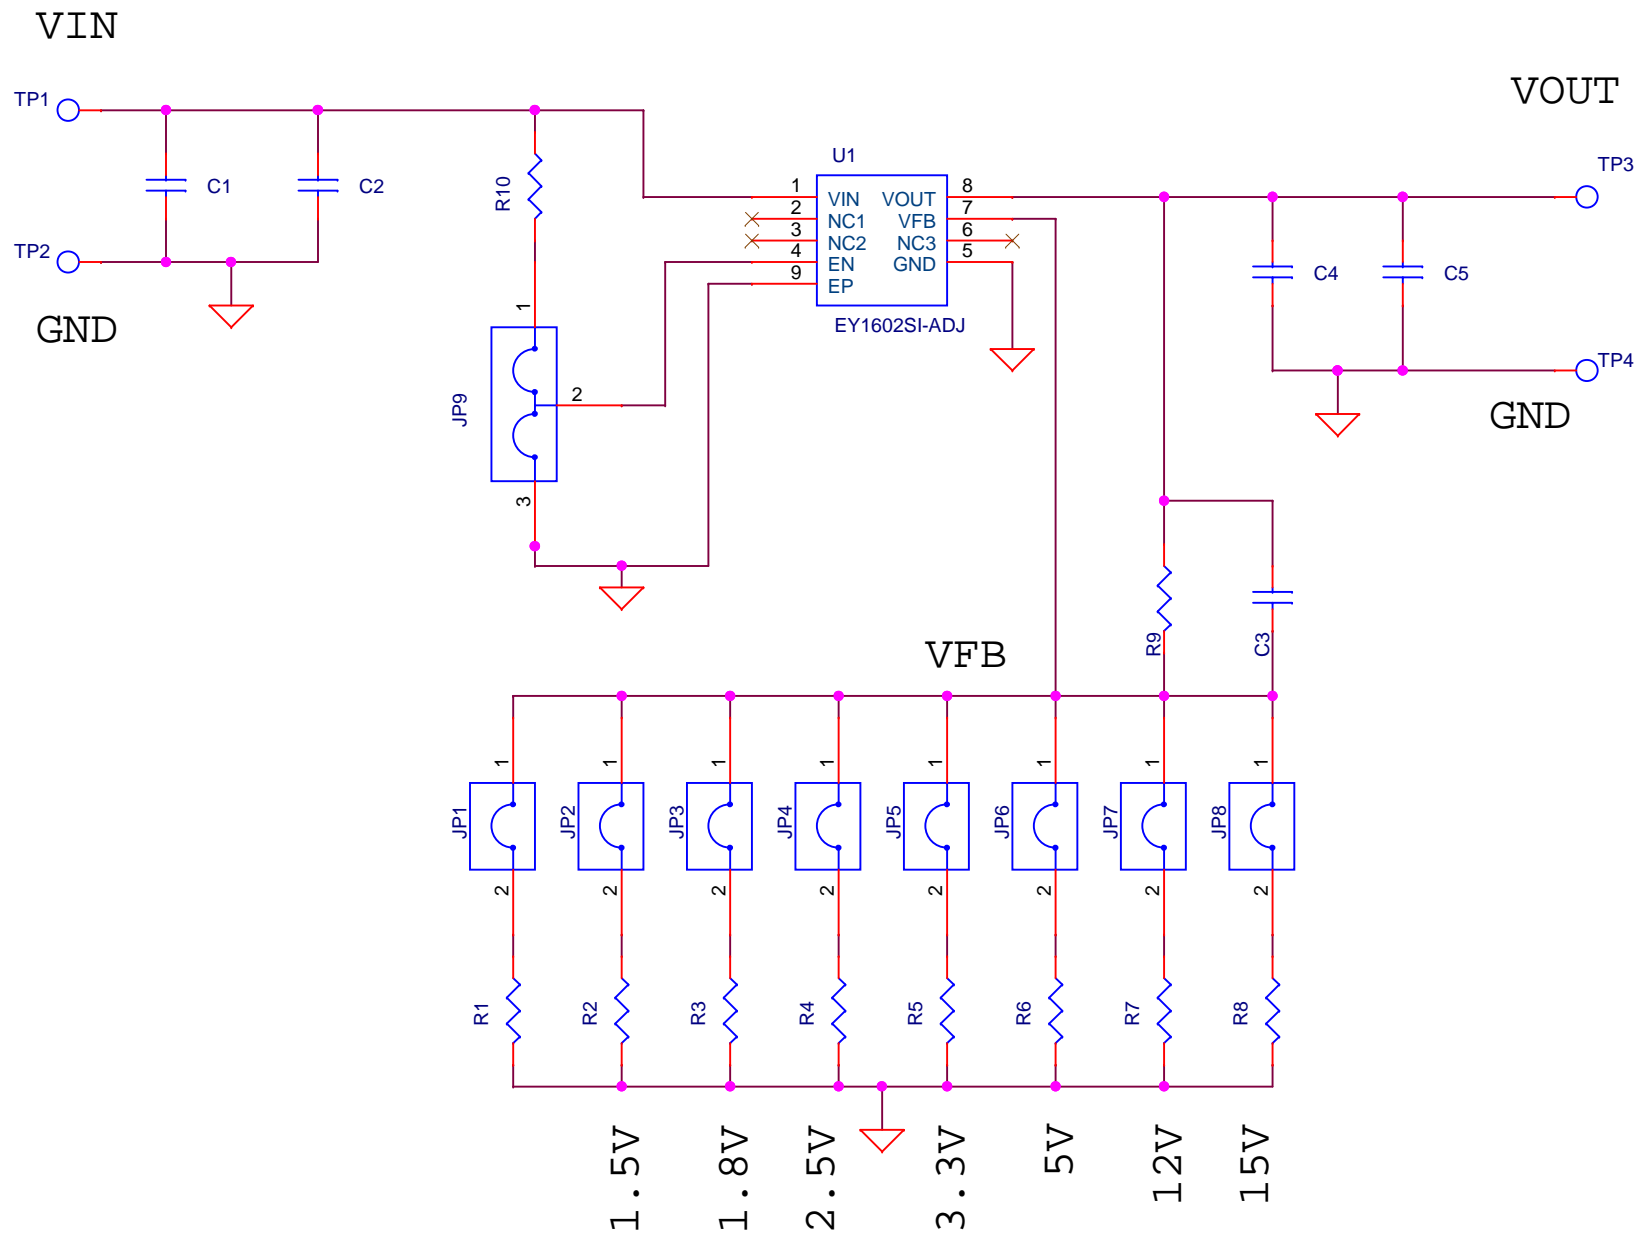 VIN
VOUT
TP1
TP3
U1
C1
C2
R10
1 VIN VOUT 8
2 NC1 VFB 7
3 NC2 NC3 6
4 EN GND 5
9 EP
TP2
C4
C5
GND
EY1602SI-ADJ
TP4
1
JP9
2
GND
3
R9
C3
VFB
1 1 1 1 1 1 1 1
JP1 JP2 JP3 JP4 JP5 JP6 JP7 JP8
2 2 2 2 2 2 2 2
R1 R2 R3 R4 R5 R6 R7 R8
1.5V 1.8V 2.5V 3.3V 5V 12V 15V